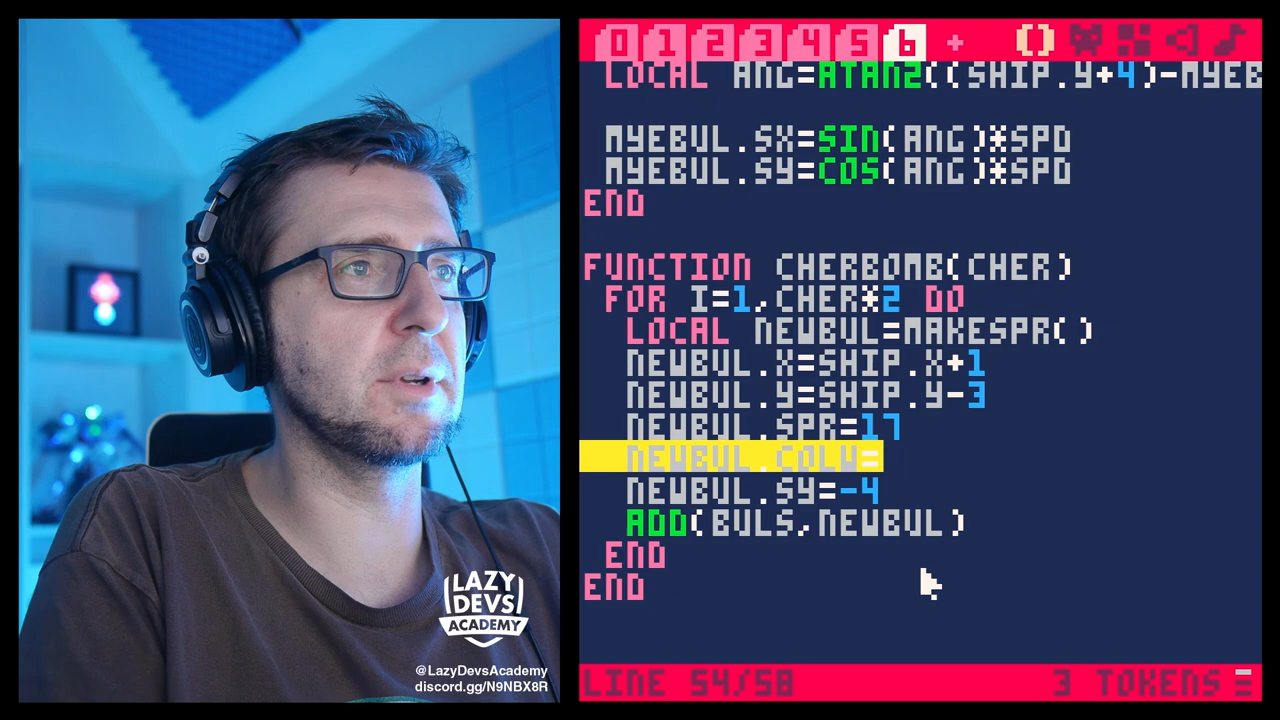 0 1 2 3 4 5 6 + ()
LOCAL ANG=ATAN2((SHIP.Y+4)-MYEB
MYEBUL.SX=SIN(ANG)*SPD
MYEBUL.SY=COS(ANG)*SPD
END
FUNCTION CHERBOMB(CHER)
FOR I=1,CHER*2 DO
LOCAL NEWBUL=MAKESPR()
NEWBUL.X=SHIP.X+1
NEWBUL.Y=SHIP.Y-3
NEWBUL.SPR=17
NEWBUL.COLW=
NEWBUL.SY=-4
ADD(BULS,NEWBUL)
END
END
LINE 54/58 3 TOKENS
LAZY
DEVS
ACADEMY
@LazyDevsAcademy
discord.gg/N9NBX8R